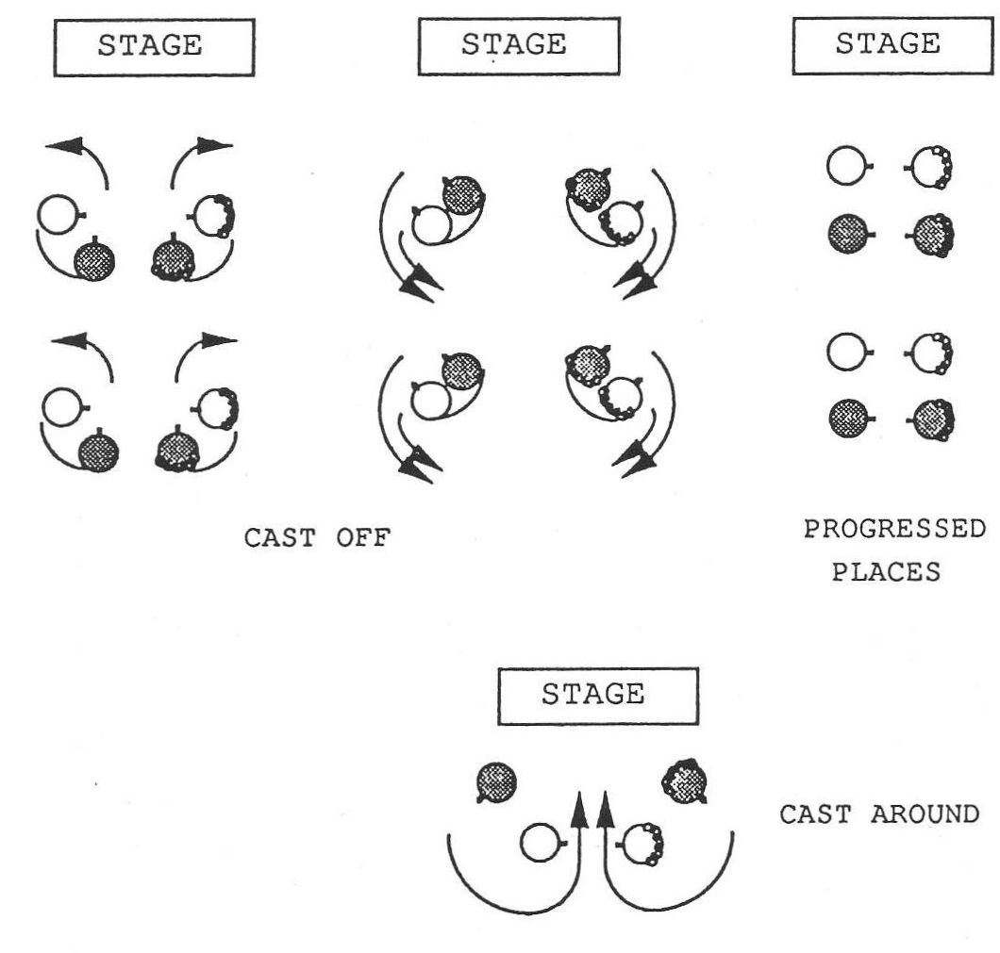 STAGE
STAGE
STAGE
CAST OFF
PROGRESSED
PLACES
STAGE
CAST AROUND